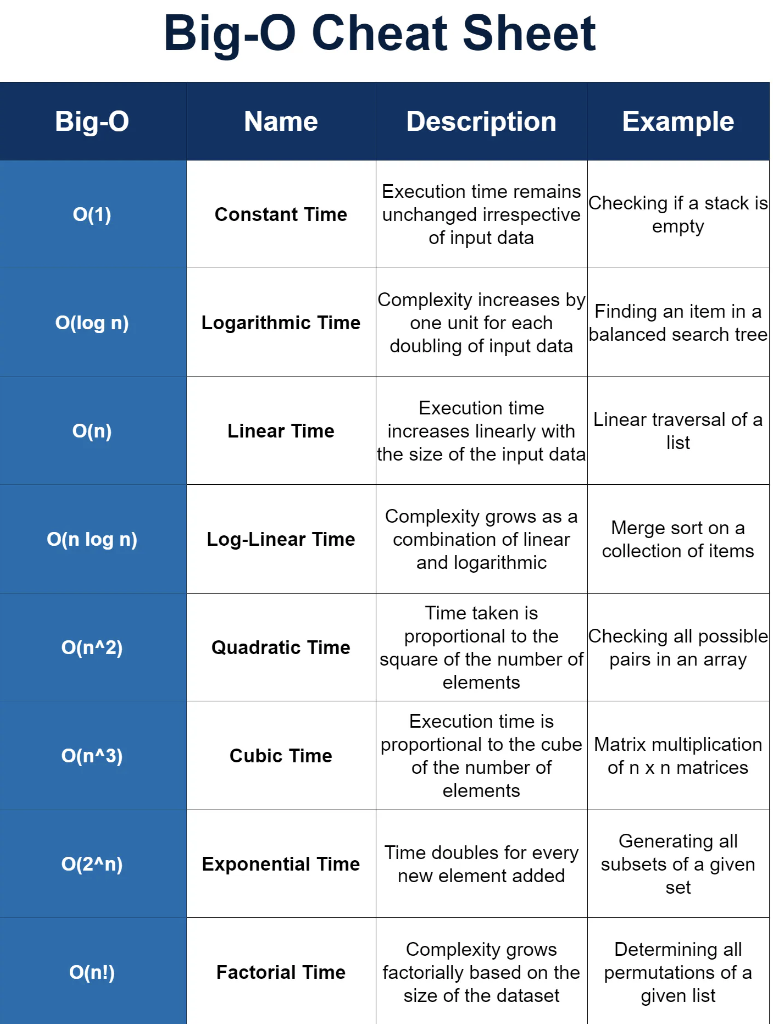 Big-O Cheat Sheet
Big-O
Name
Description
Example
O(1)
Constant Time
Execution time remains
unchanged irrespective
of input data
Checking if a stack is
empty
O(log n)
Logarithmic Time
Complexity increases by
one unit for each
doubling of input data
Finding an item in a
balanced search tree
O(n)
Linear Time
Execution time
increases linearly with
the size of the input data
Linear traversal of a
list
O(n log n)
Log-Linear Time
Complexity grows as a
combination of linear
and logarithmic
Merge sort on a
collection of items
O(n^2)
Quadratic Time
Time taken is
proportional to the
square of the number of
elements
Checking all possible
pairs in an array
O(n^3)
Cubic Time
Execution time is
proportional to the cube
of the number of
elements
Matrix multiplication
of n x n matrices
O(2^n)
Exponential Time
Time doubles for every
new element added
Generating all
subsets of a given
set
O(n!)
Factorial Time
Complexity grows
factorially based on the
size of the dataset
Determining all
permutations of a
given list